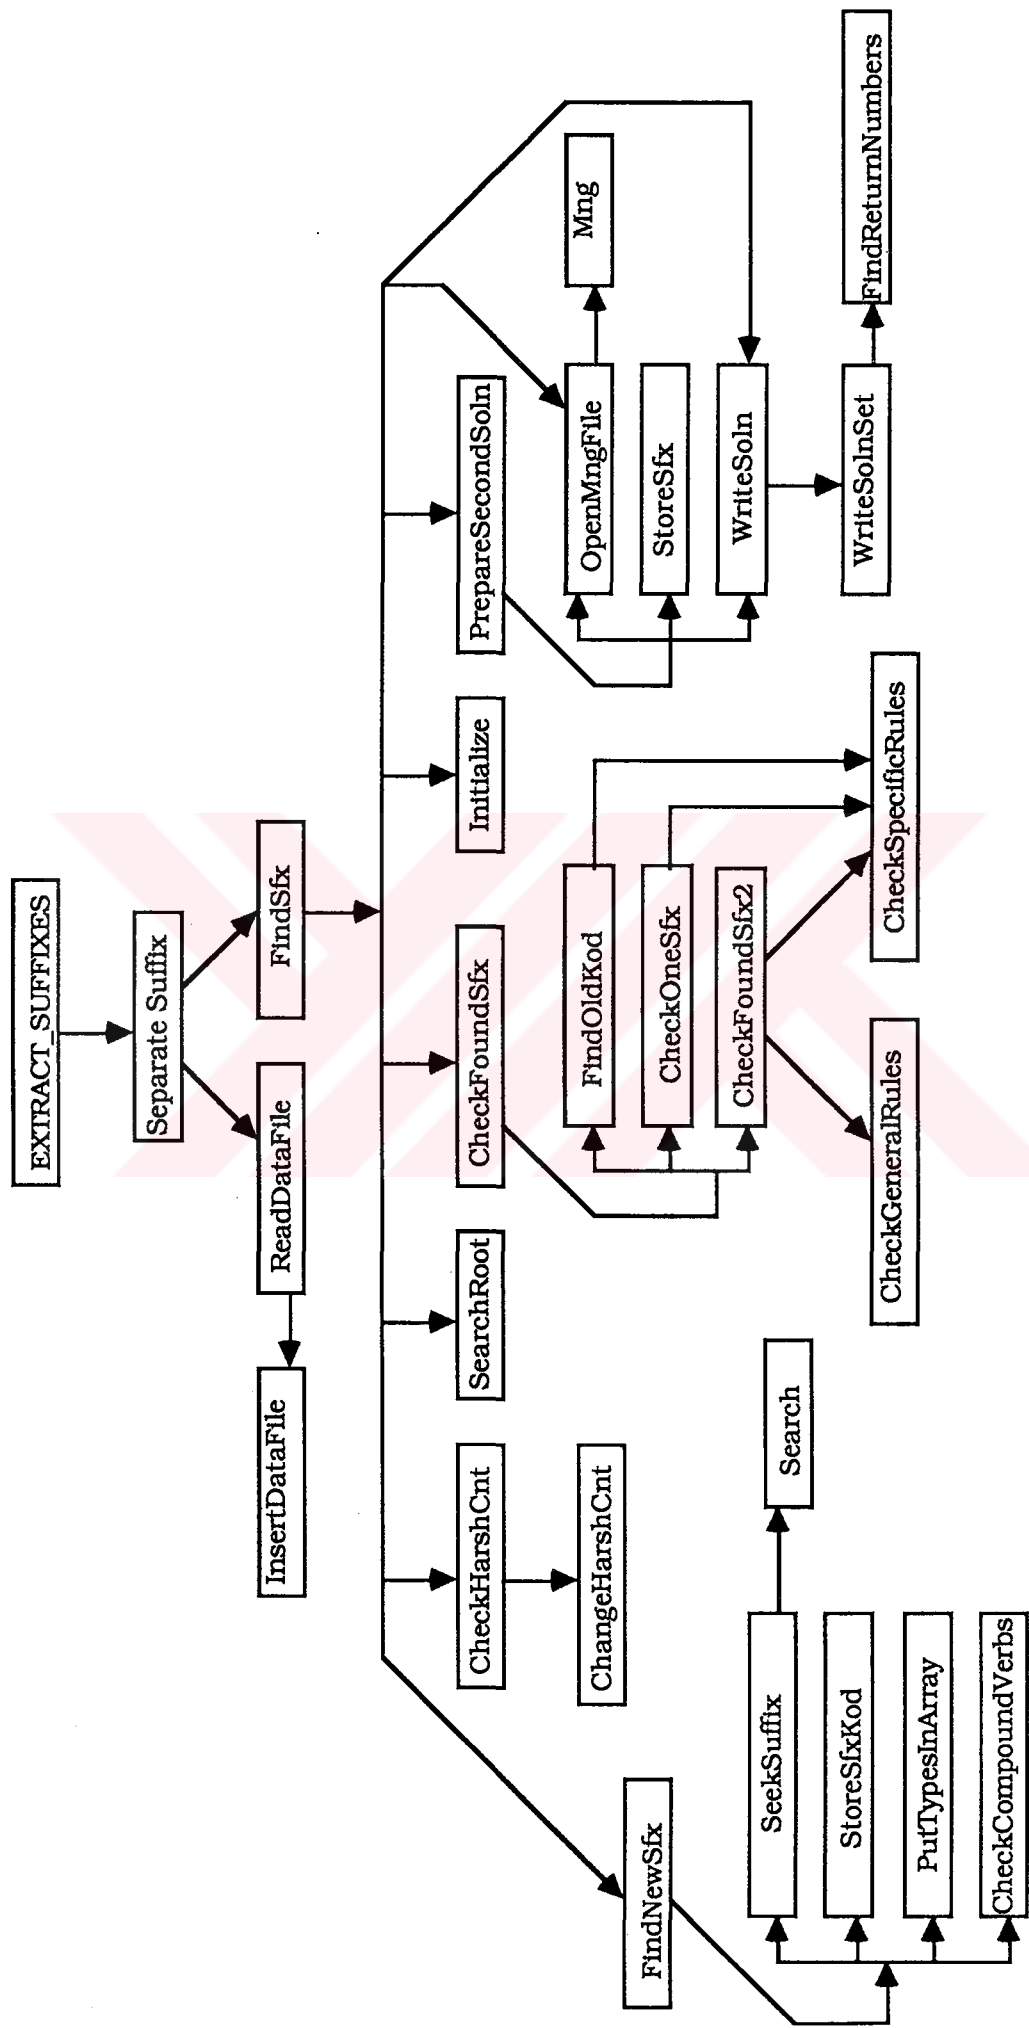 EXTRACT_SUFFIXES
Separate Suffix
InsertDataFile
ReadDataFile
FindSfx
FindNewSfx
CheckHarshCnt
SearchRoot
CheckFoundSfx
Initialize
PrepareSecondSoln
ChangeHarshCnt
FindOldKod
CheckOneSfx
CheckFoundSfx2
OpenMngFile
Mng
StoreSfx
WriteSoln
SeekSuffix
Search
StoreSfxKod
PutTypesInArray
CheckCompoundVerbs
CheckGeneralRules
CheckSpecificRules
WriteSolnSet
FindReturnNumbers